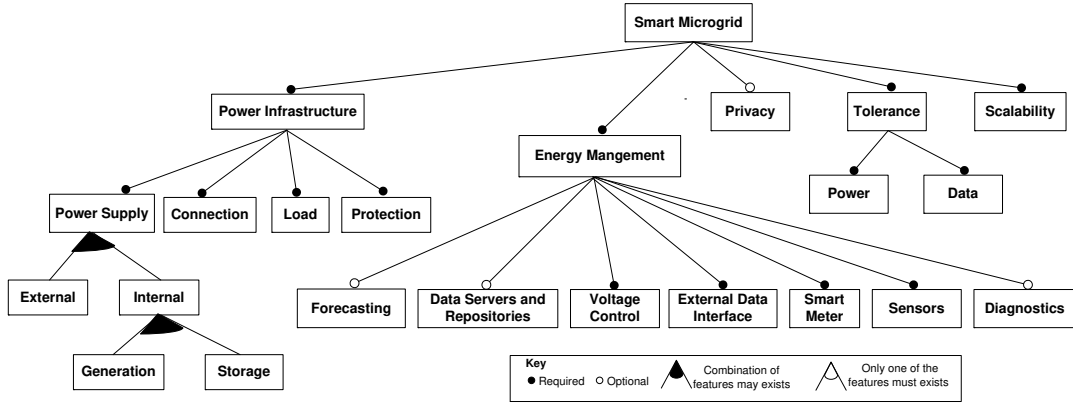 Smart Microgrid
Power Infrastructure
Privacy
Tolerance
Scalability
Energy Mangement
Power
Data
Power Supply
Connection
Load
Protection
External
Internal
Forecasting
Data Servers and
Repositories
Voltage
Control
External Data
Interface
Smart
Meter
Sensors
Diagnostics
Generation
Storage
Key
Required
Optional
Combination of
features may exists
Only one of the
features must exists